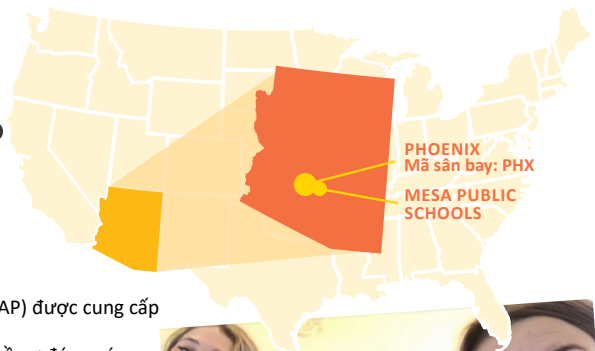 PHOENIX
Mã sân bay: PHX
MESA PUBLIC
SCHOOLS
AP) được cung cấp